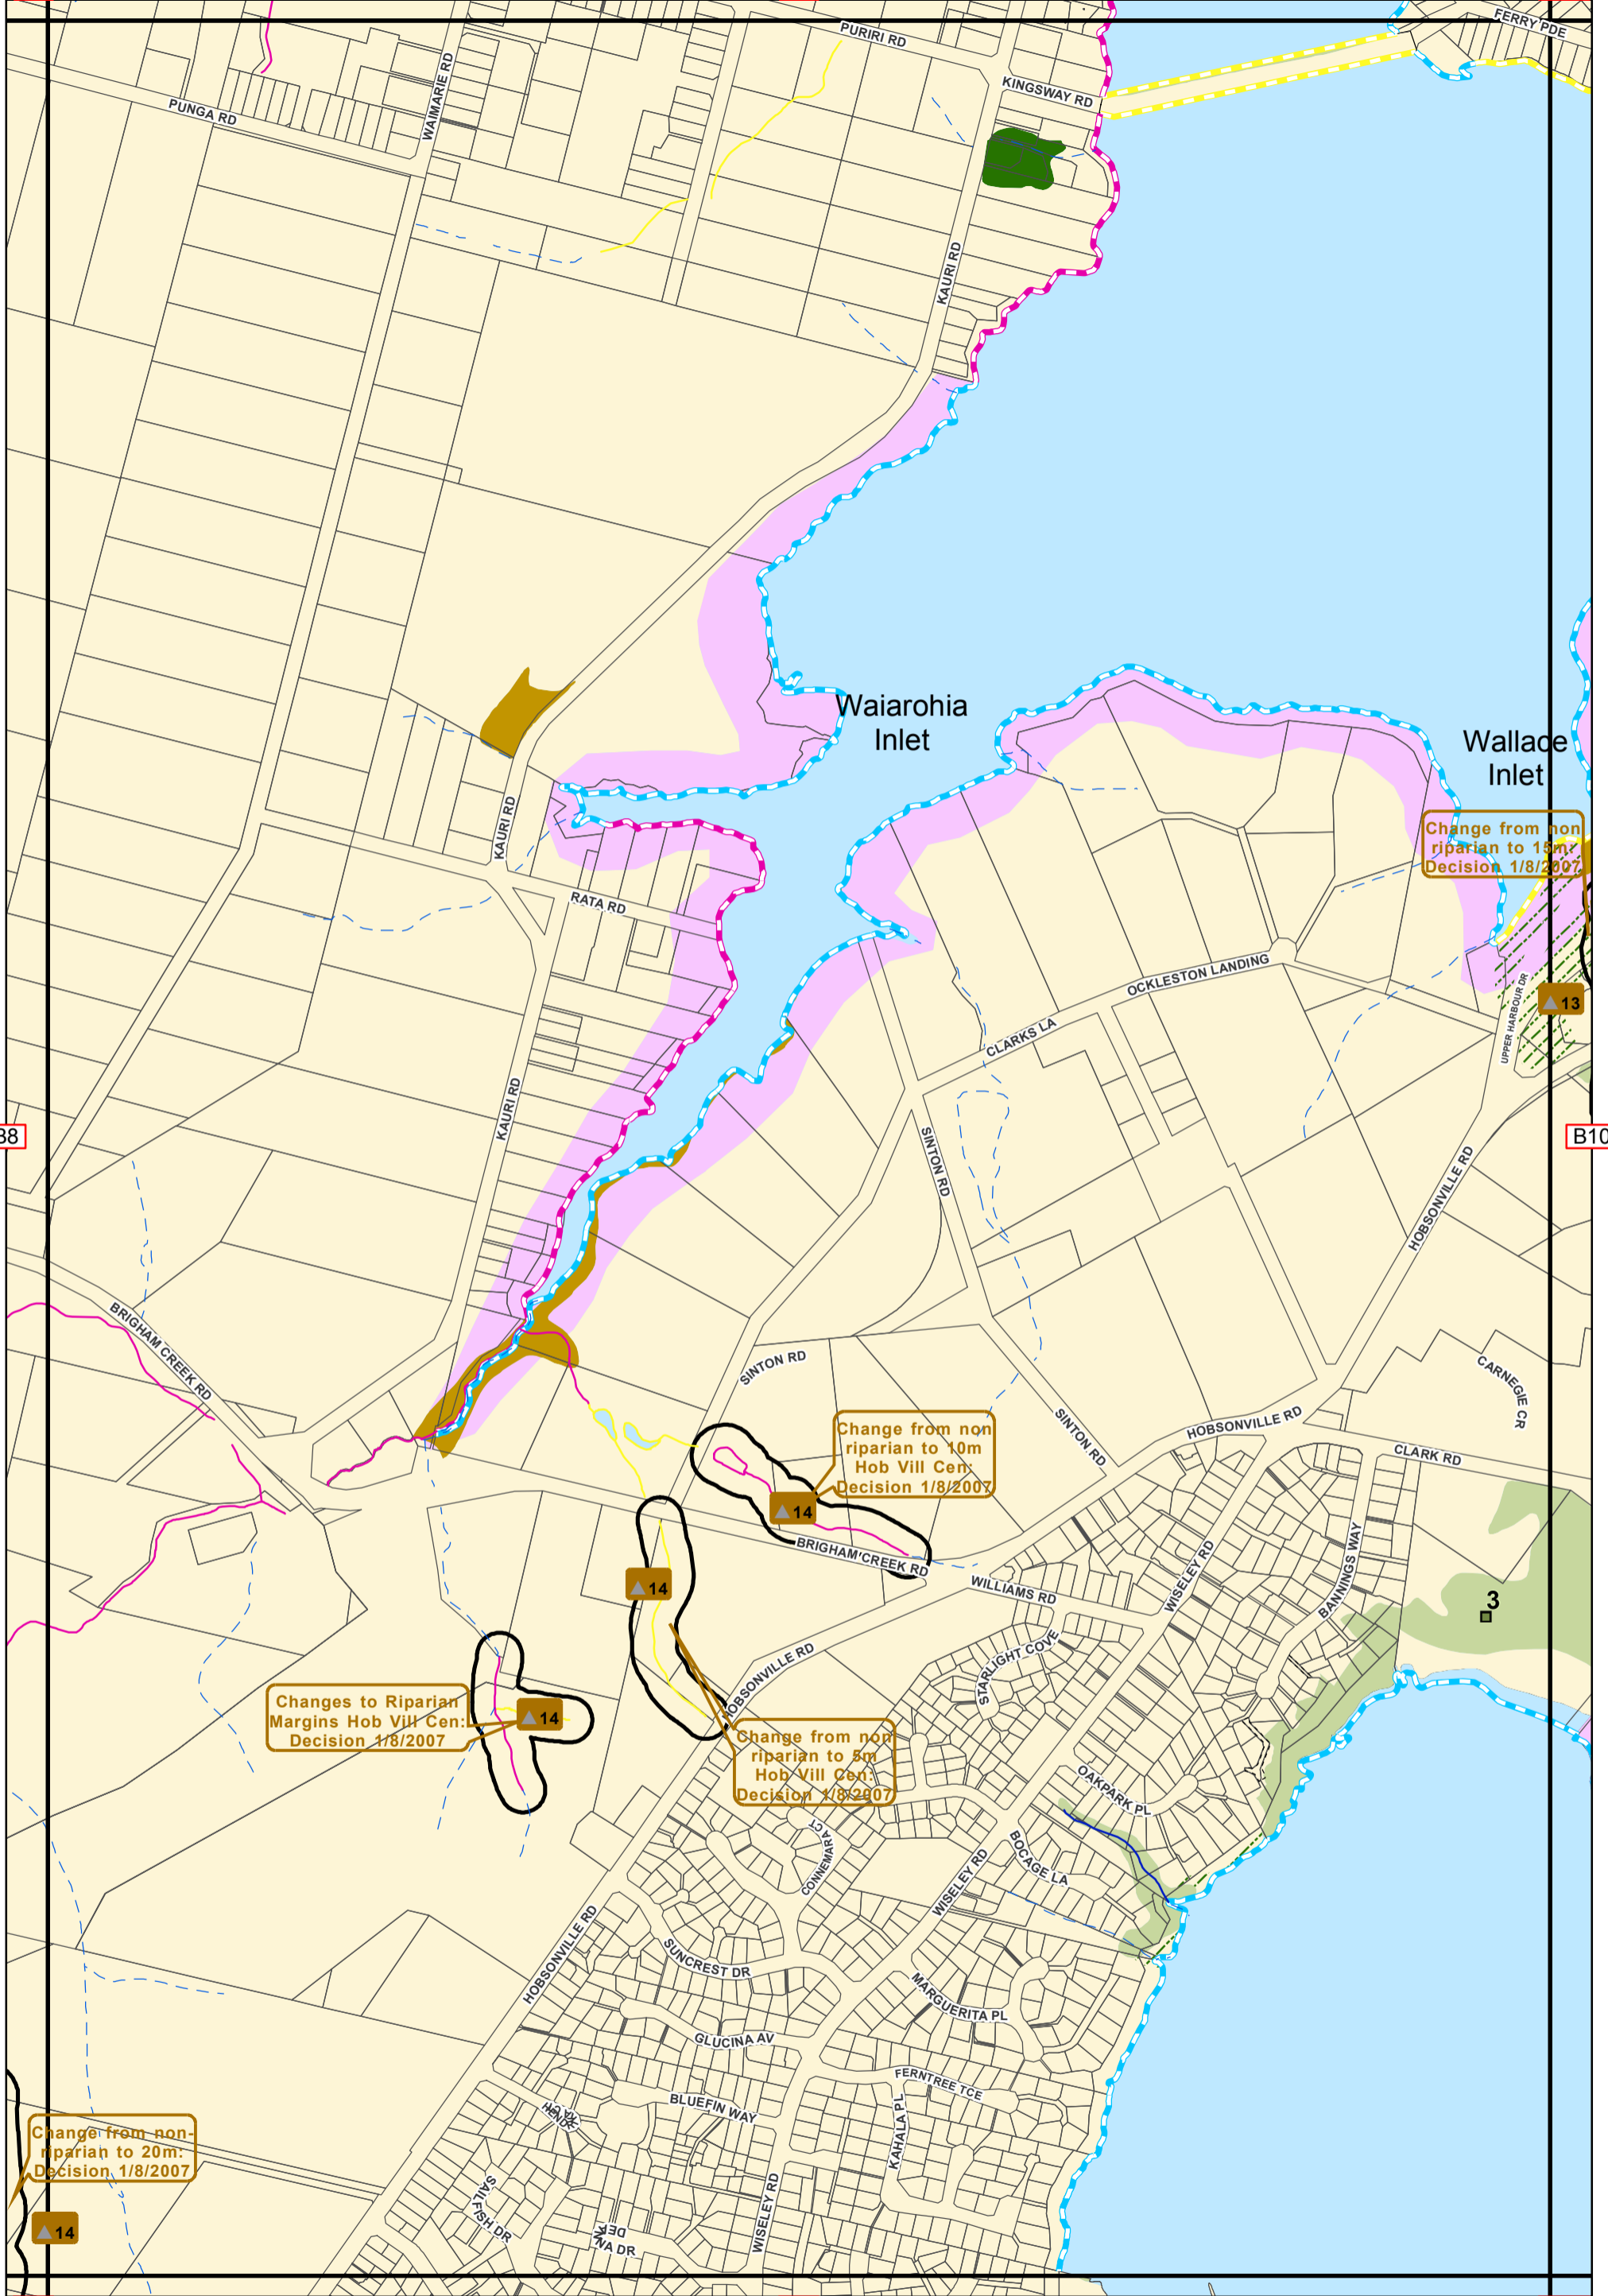 FERRY PDE
PURIRI RD
KINGSWAY RD
WAIMARIE RD
PUNGA RD
KAURI RD
Waiarohia
Inlet
Wallace
Inlet
Change from non
riparian to 15m:
Decision 1/8/2007
KAURI RD
RATA RD
OCKLESTON LANDING
UPPER HARBOUR DR
13
CLARKS LA
KAURI RD
B8
B10
SINTON RD
HOBSONVILLE RD
BRIGHAM CREEK RD
SINTON RD
CARNEGIE CR
SINTON RD
HOBSONVILLE RD
CLARK RD
Change from non
riparian to 10m
Hob Vill Cen:
Decision 1/8/2007
14
BRIGHAM CREEK RD
WILLIAMS RD
WISELEY RD
BANNINGS WAY
3
14
STARLIGHT COVE
HOBSONVILLE RD
Changes to Riparian
Margins Hob Vill Cen:
Decision 1/8/2007
14
Change from non
riparian to 5m
Hob Vill Cen:
Decision 1/8/2007
OAKPARK PL
CONNEMARA CT
BOCAGE LA
WISELEY RD
HOBSONVILLE RD
SUNCREST DR
MARGUERITA PL
GLUCINA AV
FERNTREE TCE
BLUEFIN WAY
KAHALA PL
Change from non-
riparian to 20m:
Decision 1/8/2007
14
SAILFISH DR
WISELEY RD
NA DR